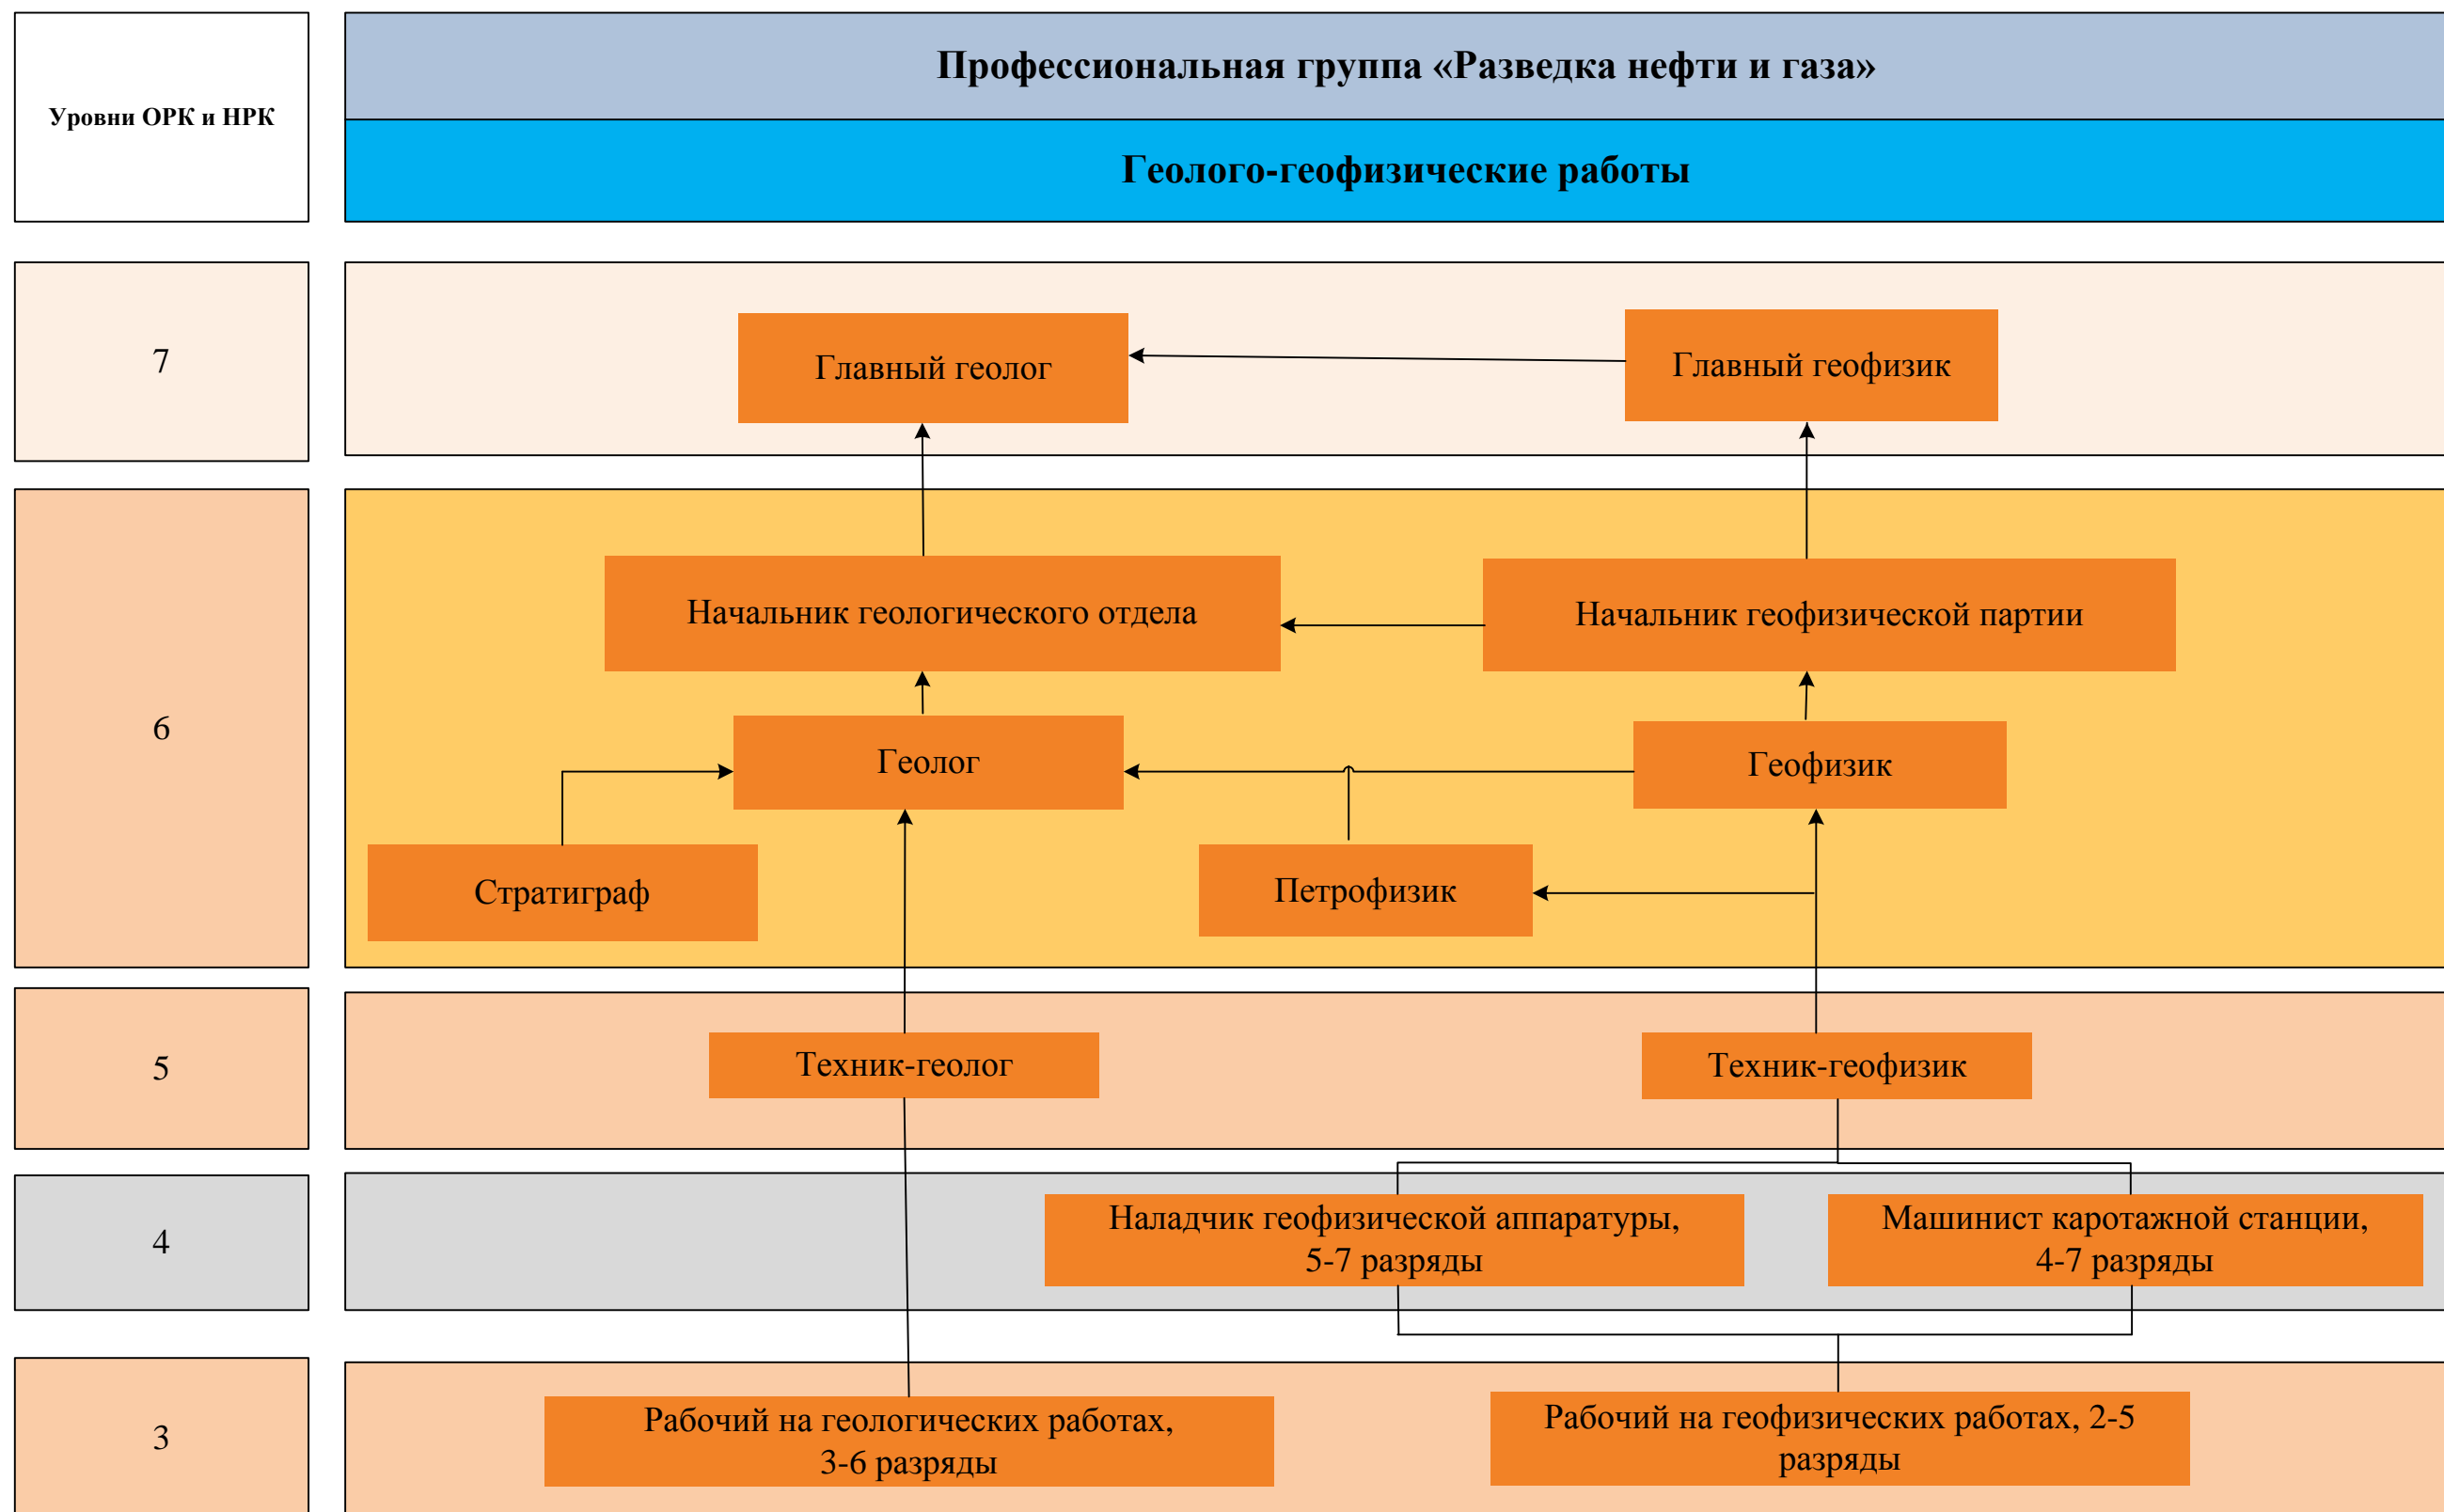 Уровни ОРК и НРК
Профессиональная группа «Разведка нефти и газа»
Геолого-геофизические работы
7
Главный геолог
Главный геофизик
6
Начальник геологического отдела
Начальник геофизической партии
Геолог
Геофизик
Стратиграф
Петрофизик
5
Техник-геолог
Техник-геофизик
4
Наладчик геофизической аппаратуры,
5-7 разряды
Машинист каротажной станции,
4-7 разряды
3
Рабочий на геологических работах,
3-6 разряды
Рабочий на геофизических работах, 2-5
разряды